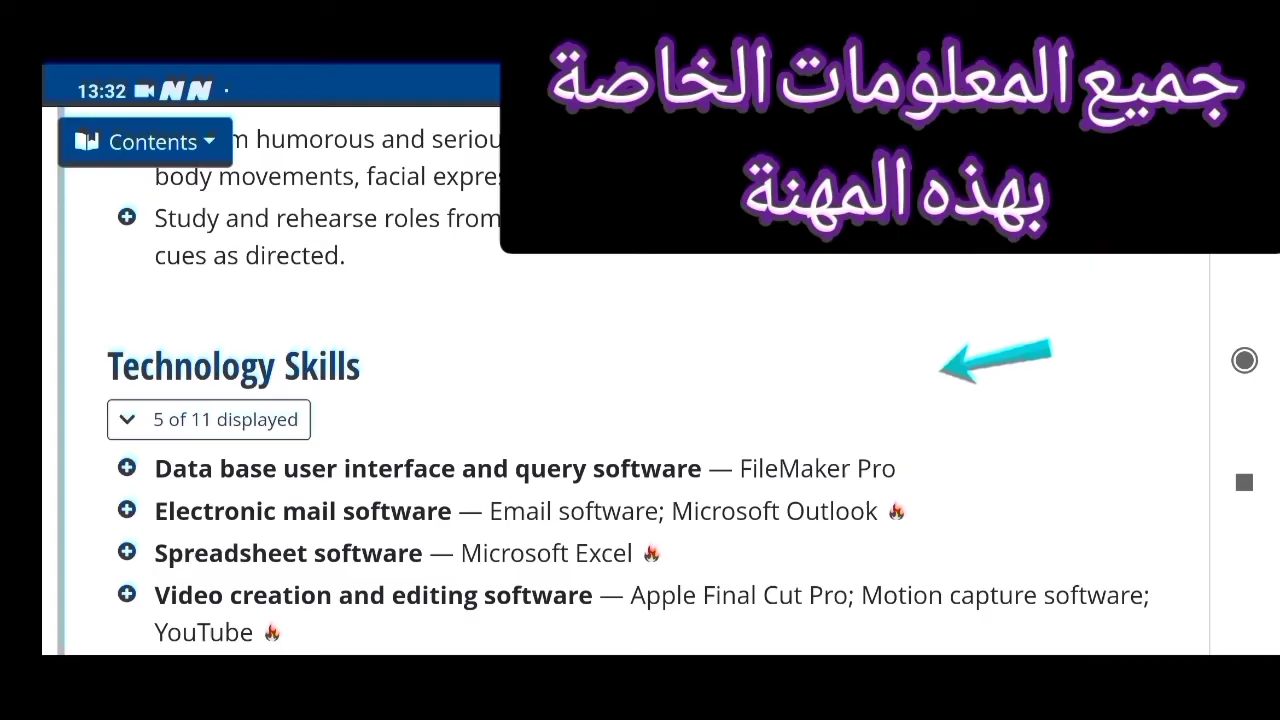 جميع المعلومات الخاصة
بهذه المهنة
13:32
Contents
humorous and
body movements, facial
Study and rehearse roles from
cues as directed.
Technology Skills
5 of 11 displayed
Data base user interface and query software — FileMaker Pro
Electronic mail software — Email software; Microsoft Outlook
Spreadsheet software — Microsoft Excel
Video creation and editing software — Apple Final Cut Pro; Motion capture software;
YouTube